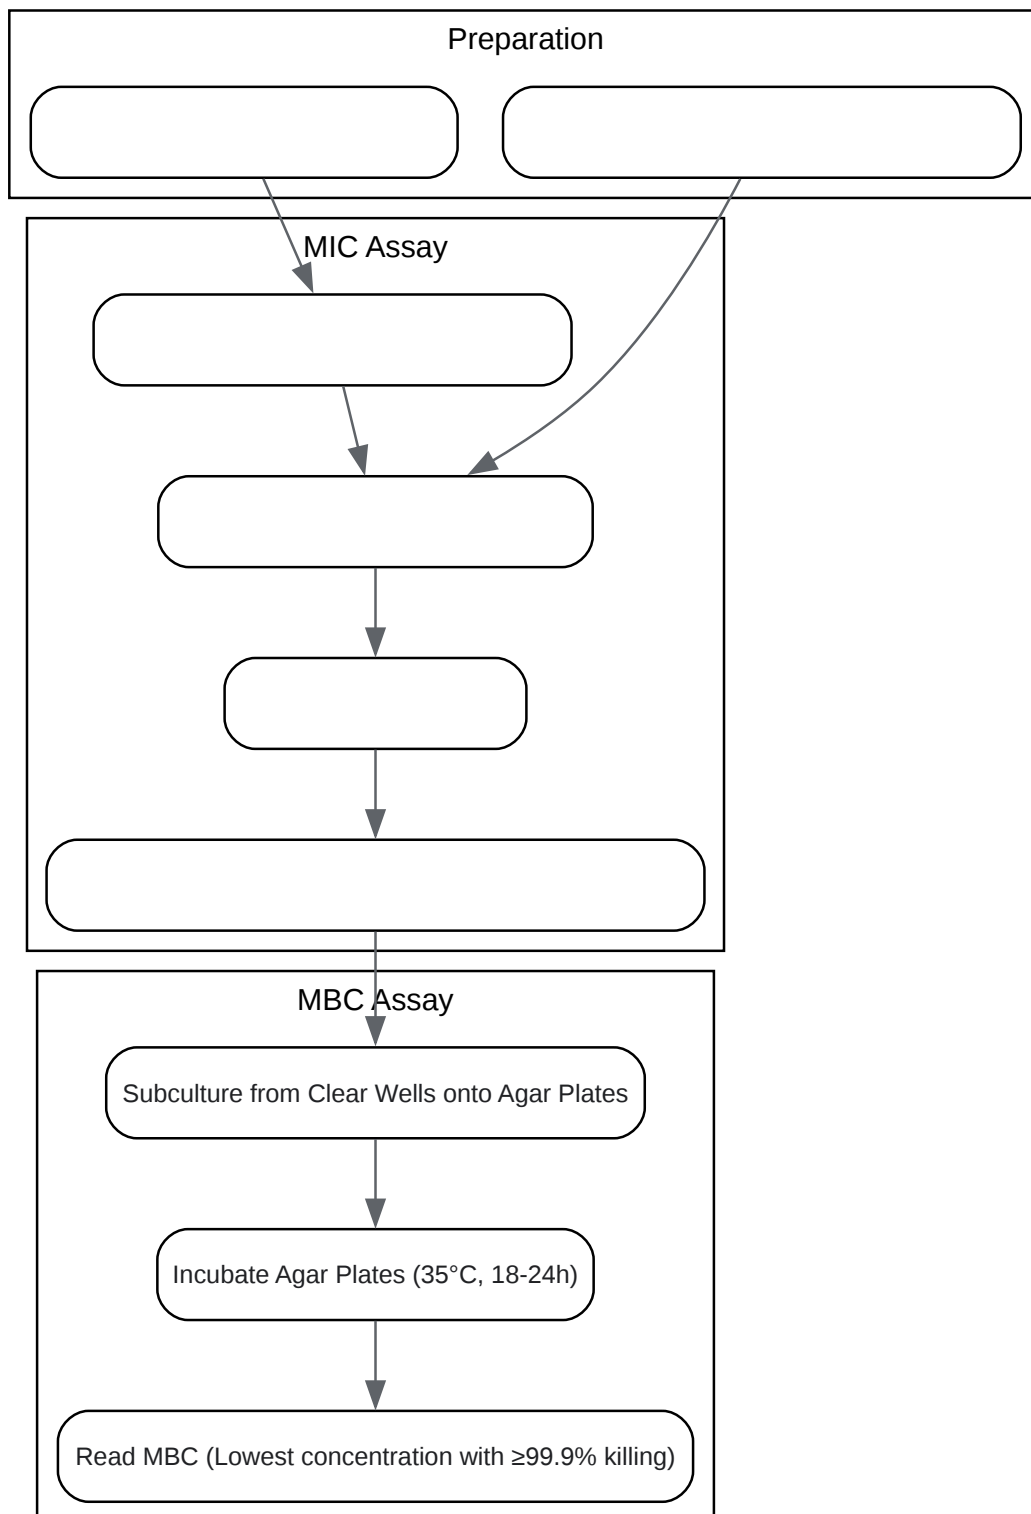 Preparation
MIC Assay
MBC Assay
Subculture from Clear Wells onto Agar Plates
Incubate Agar Plates (35°C, 18-24h)
Read MBC (Lowest concentration with ≥99.9% killing)